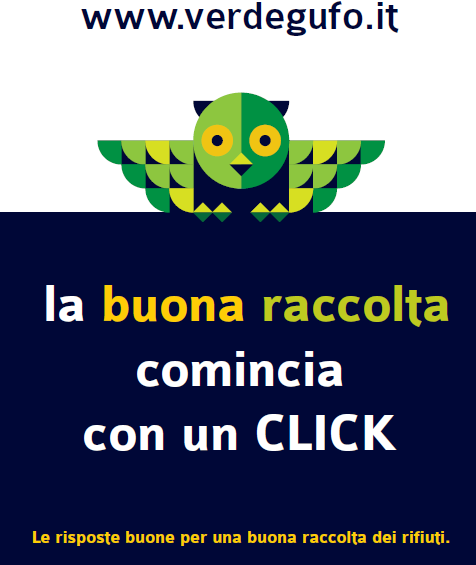 www.verdegufo.it
la buona raccolta
comincia
con un CLICK
Le risposte buone per una buona raccolta dei rifiuti.